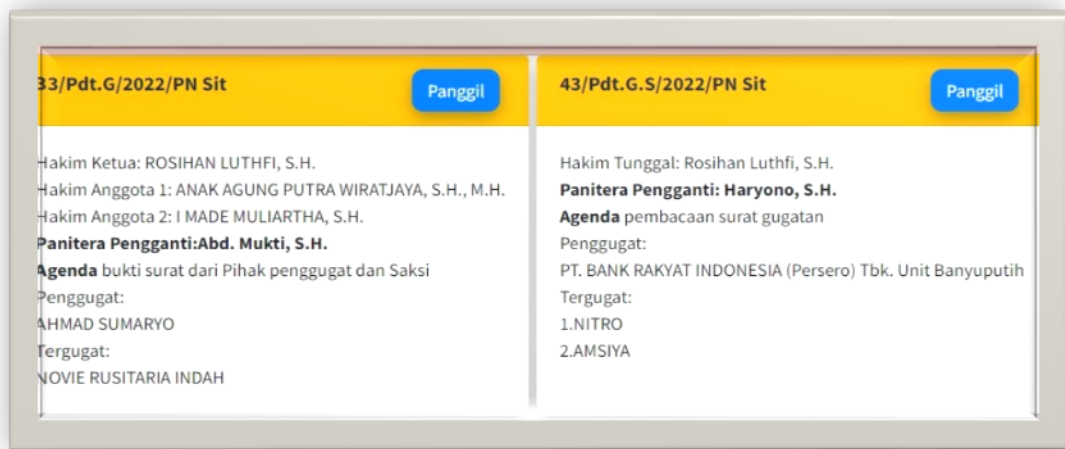 33/Pdt.G/2022/PN Sit
Panggil
Hakim Ketua: ROSIHAN LUTHFI, S.H.
Hakim Anggota 1: ANAK AGUNG PUTRA WIRATJAYA, S.H., M.H.
Hakim Anggota 2: I MADE MULIARTHA, S.H.
Panitera Pengganti:Abd. Mukti, S.H.
Agenda bukti surat dari Pihak penggugat dan Saksi
Penggugat:
AHMAD SUMARYO
Tergugat:
NOVIE RUSITARIA INDAH
43/Pdt.G.S/2022/PN Sit
Panggil
Hakim Tunggal: Rosihan Luthfi, S.H.
Panitera Pengganti: Haryono, S.H.
Agenda pembacaan surat gugatan
Penggugat:
PT. BANK RAKYAT INDONESIA (Persero) Tbk. Unit Banyuputih
Tergugat:
1.NITRO
2.AMSIYA